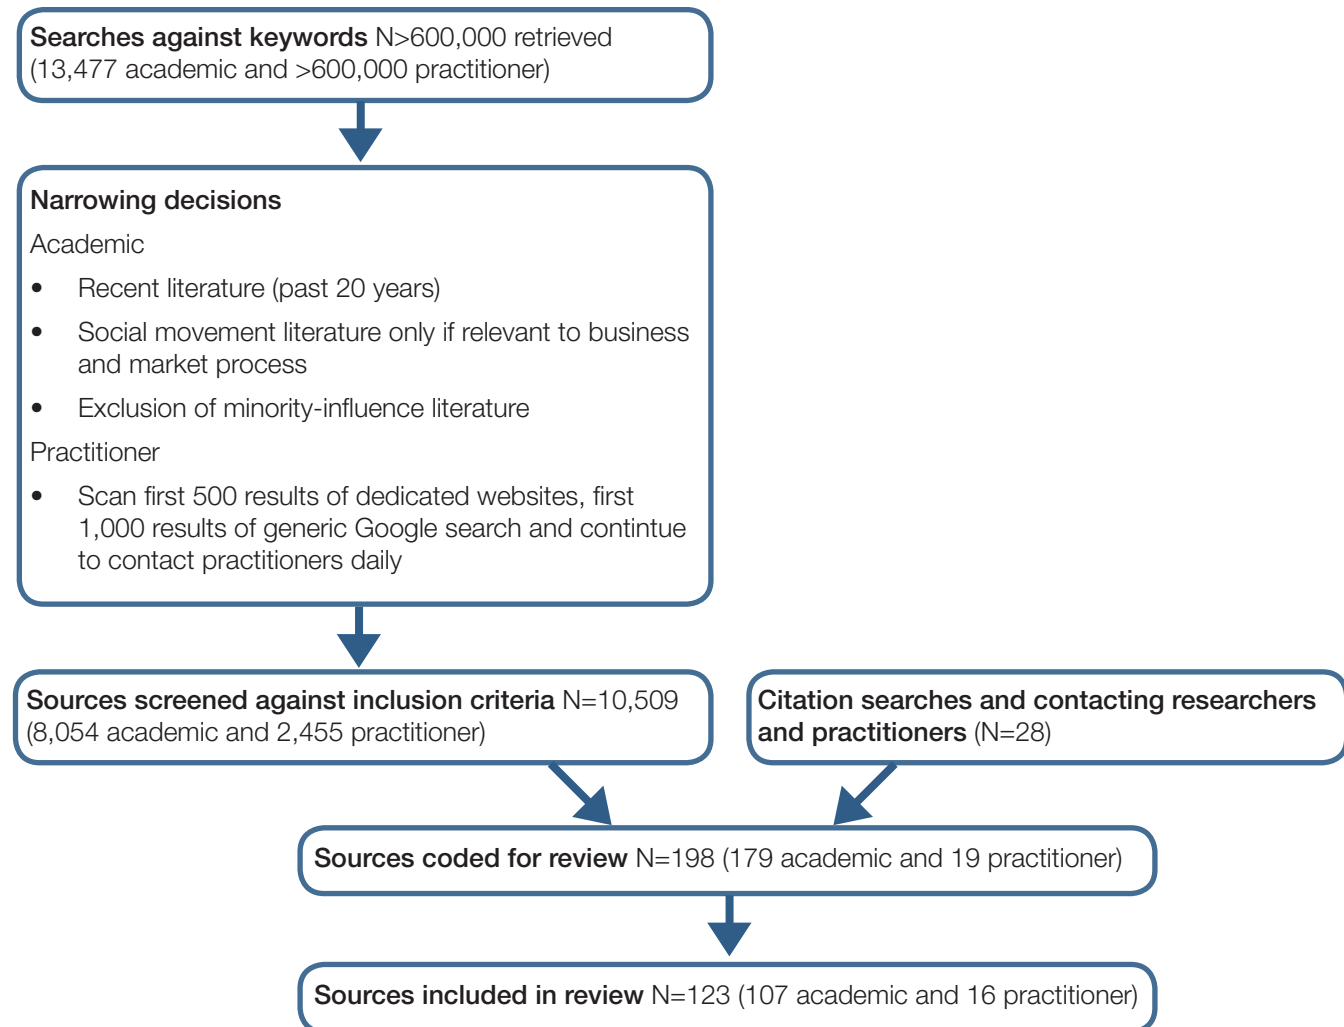 Searches against keywords N>600,000 retrieved
(13,477 academic and >600,000 practitioner)
Narrowing decisions
Academic
• Recent literature (past 20 years)
• Social movement literature only if relevant to business
and market process
• Exclusion of minority-influence literature
Practitioner
• Scan first 500 results of dedicated websites, first
1,000 results of generic Google search and contintue
to contact practitioners daily
Sources screened against inclusion criteria N=10,509
(8,054 academic and 2,455 practitioner)
Citation searches and contacting researchers
and practitioners (N=28)
Sources coded for review N=198 (179 academic and 19 practitioner)
Sources included in review N=123 (107 academic and 16 practitioner)